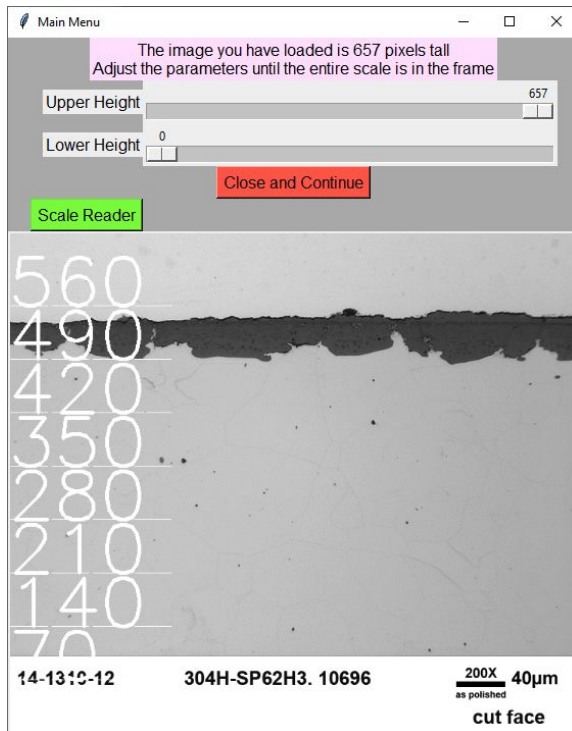 Main Menu
The image you have loaded is 657 pixels tall
Adjust the parameters until the entire scale is in the frame
657
Upper Height
0
Lower Height
Close and Continue
Scale Reader
560
490
420
350
280
210
140
70
304H-SP62H3. 10696
200X
40µm
as polished
cut face